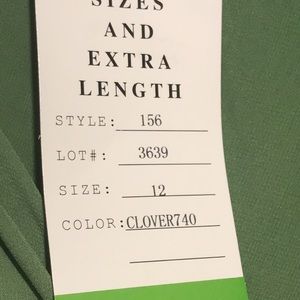 SIZES
AND
EXTRA
LENGTH
STYLE: 156
LOT#: 3639
SIZE: 12
COLOR: CLOVER740